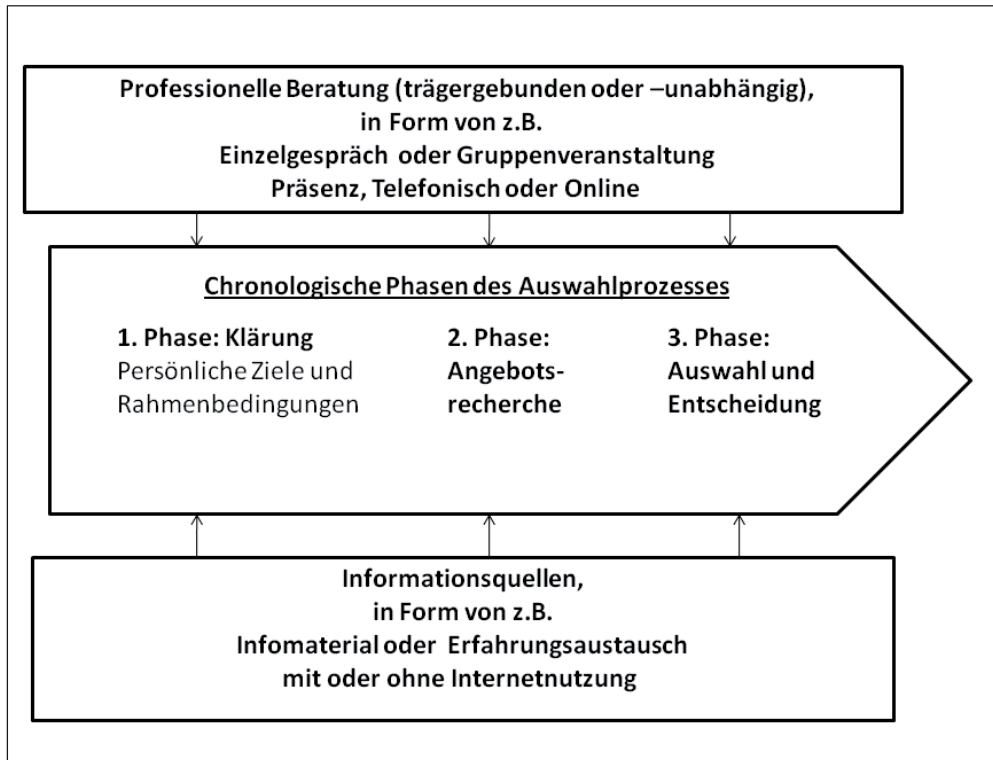 Professionelle Beratung (trägergebunden oder –unabhängig),
in Form von z.B.
Einzelgespräch oder Gruppenveranstaltung
Präsenz, Telefonisch oder Online
Chronologische Phasen des Auswahlprozesses
1. Phase: Klärung
Persönliche Ziele und
Rahmenbedingungen
2. Phase:
Angebots-
recherche
3. Phase:
Auswahl und
Entscheidung
Informationsquellen,
in Form von z.B.
Infomaterial oder Erfahrungsaustausch
mit oder ohne Internetnutzung